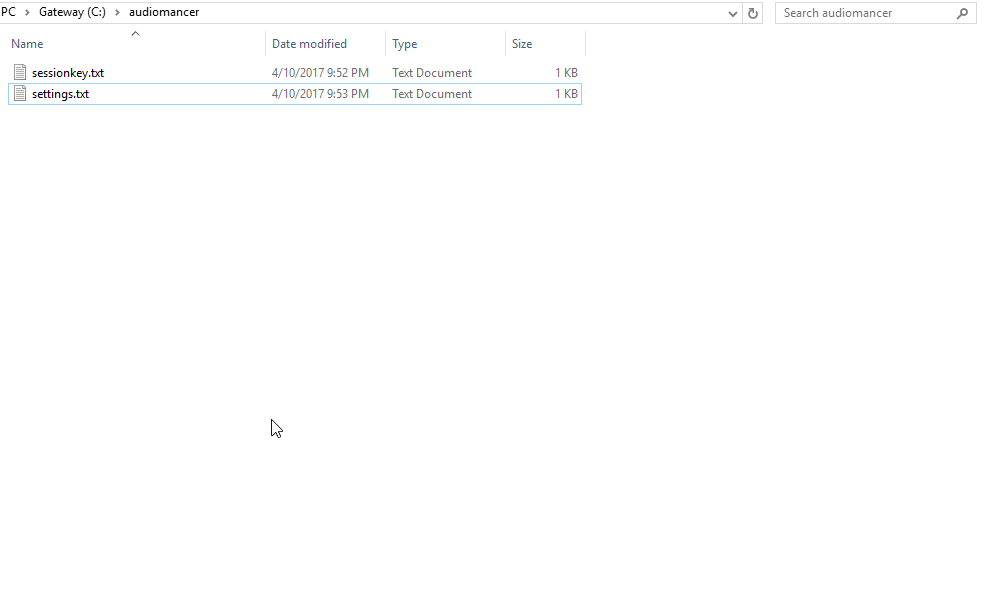 PC > Gateway (C:) > audiomancer Search audiomancer
Name Date modified Type Size
sessionkey.txt 4/10/2017 9:52 PM Text Document 1 KB
settings.txt 4/10/2017 9:53 PM Text Document 1 KB